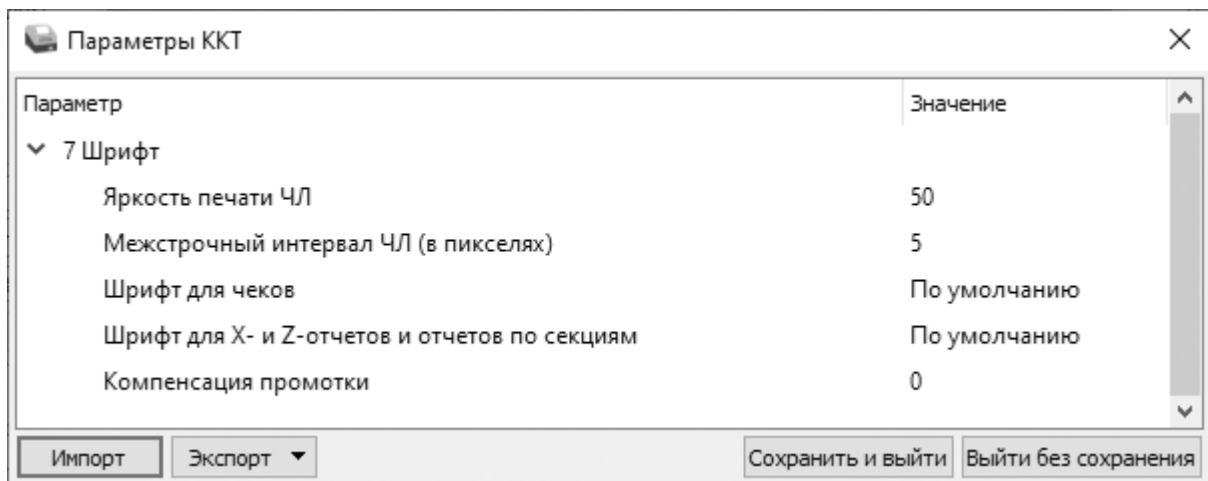 Параметры ККТ
Параметр Значение
7 Шрифт
Яркость печати ЧЛ 50
Межстрочный интервал ЧЛ (в пикселях) 5
Шрифт для чеков По умолчанию
Шрифт для X- и Z-отчетов и отчетов по секциям По умолчанию
Компенсация промотки 0
Импорт Экспорт Сохранить и выйти Выйти без сохранения